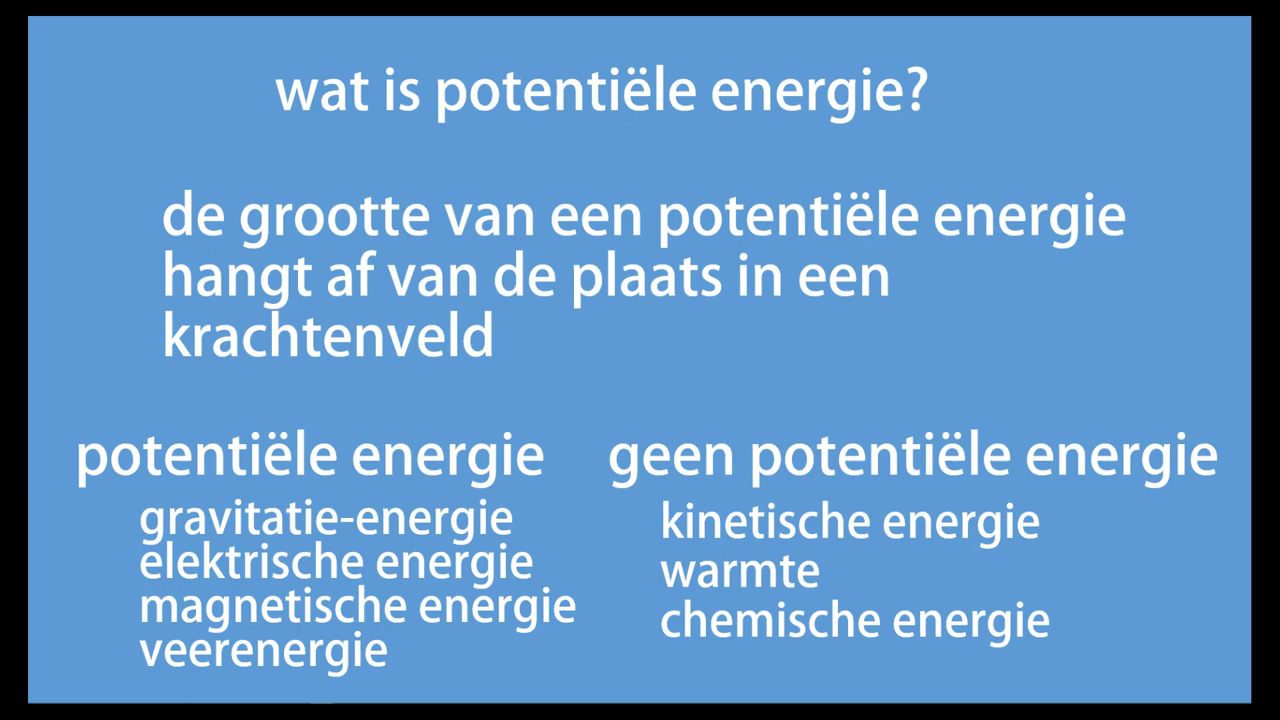 wat is potentiële energie?
de grootte van een potentiële energie
hangt af van de plaats in een
krachtenveld
potentiële energie
gravitatie-energie
elektrische energie
magnetische energie
veerenergie
geen potentiële energie
kinetische energie
warmte
chemische energie